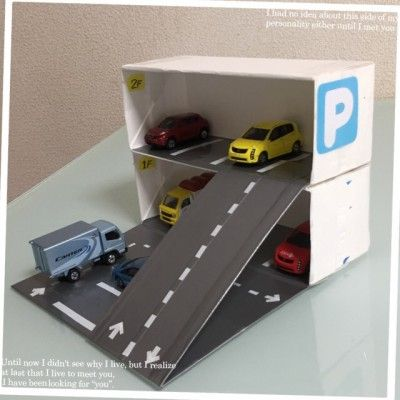 I had no idea about this side of my
personality either until I met you
2F
P
1F
CANTER
Until now I didn't see why I live, but I realize
at last that I live to meet you,
I have been looking for "you".